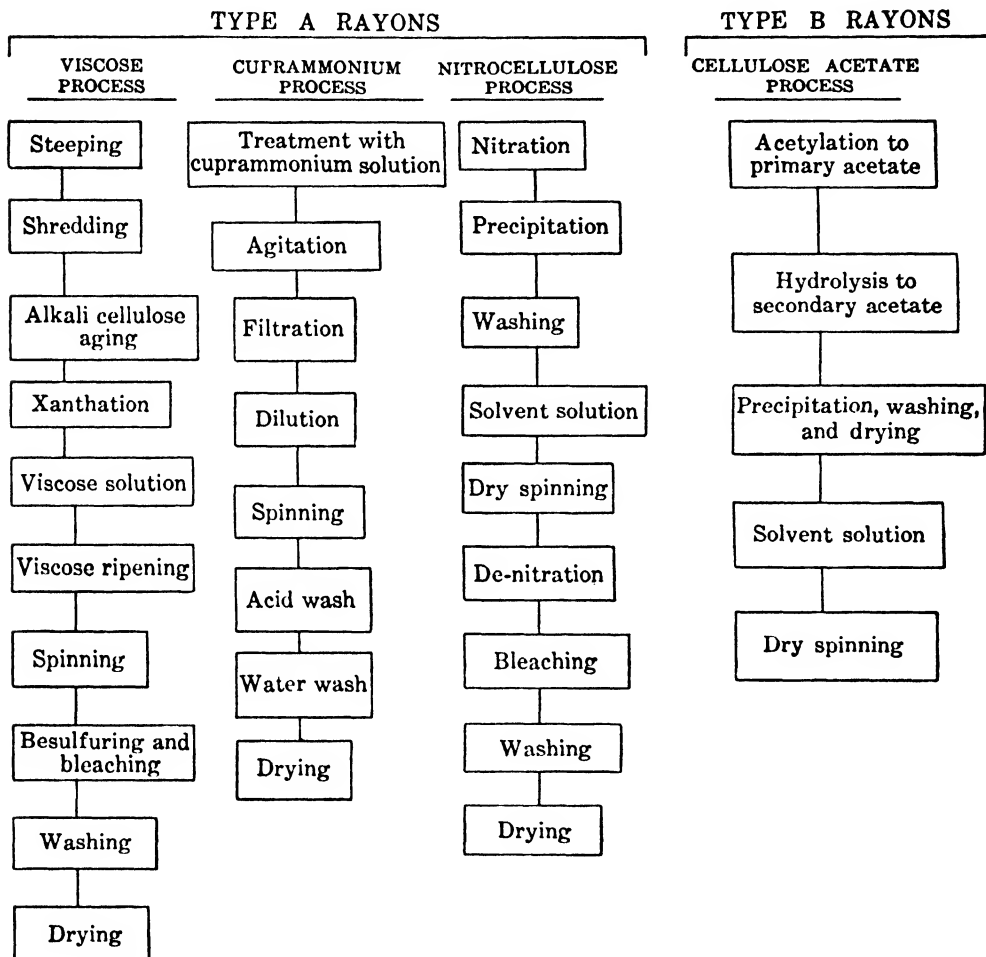 TYPE A RAYONS
VISCOSE
PROCESS
Steeping
Shredding
Alkali cellulose
aging
Xanthation
Viscose solution
Viscose ripening
Spinning
Besulfuring and
bleaching
Washing
Drying
CUPRAMMONIUM
PROCESS
Treatment with
cuprammonium solution
Agitation
Filtration
Dilution
Spinning
Acid wash
Water wash
Drying
NITROCELLULOSE
PROCESS
Nitration
Precipitation
Washing
Solvent solution
Dry spinning
De-nitration
Bleaching
Washing
Drying
TYPE B RAYONS
CELLULOSE ACETATE
PROCESS
Acetylation to
primary acetate
Hydrolysis to
secondary acetate
Precipitation, washing,
and drying
Solvent solution
Dry spinning